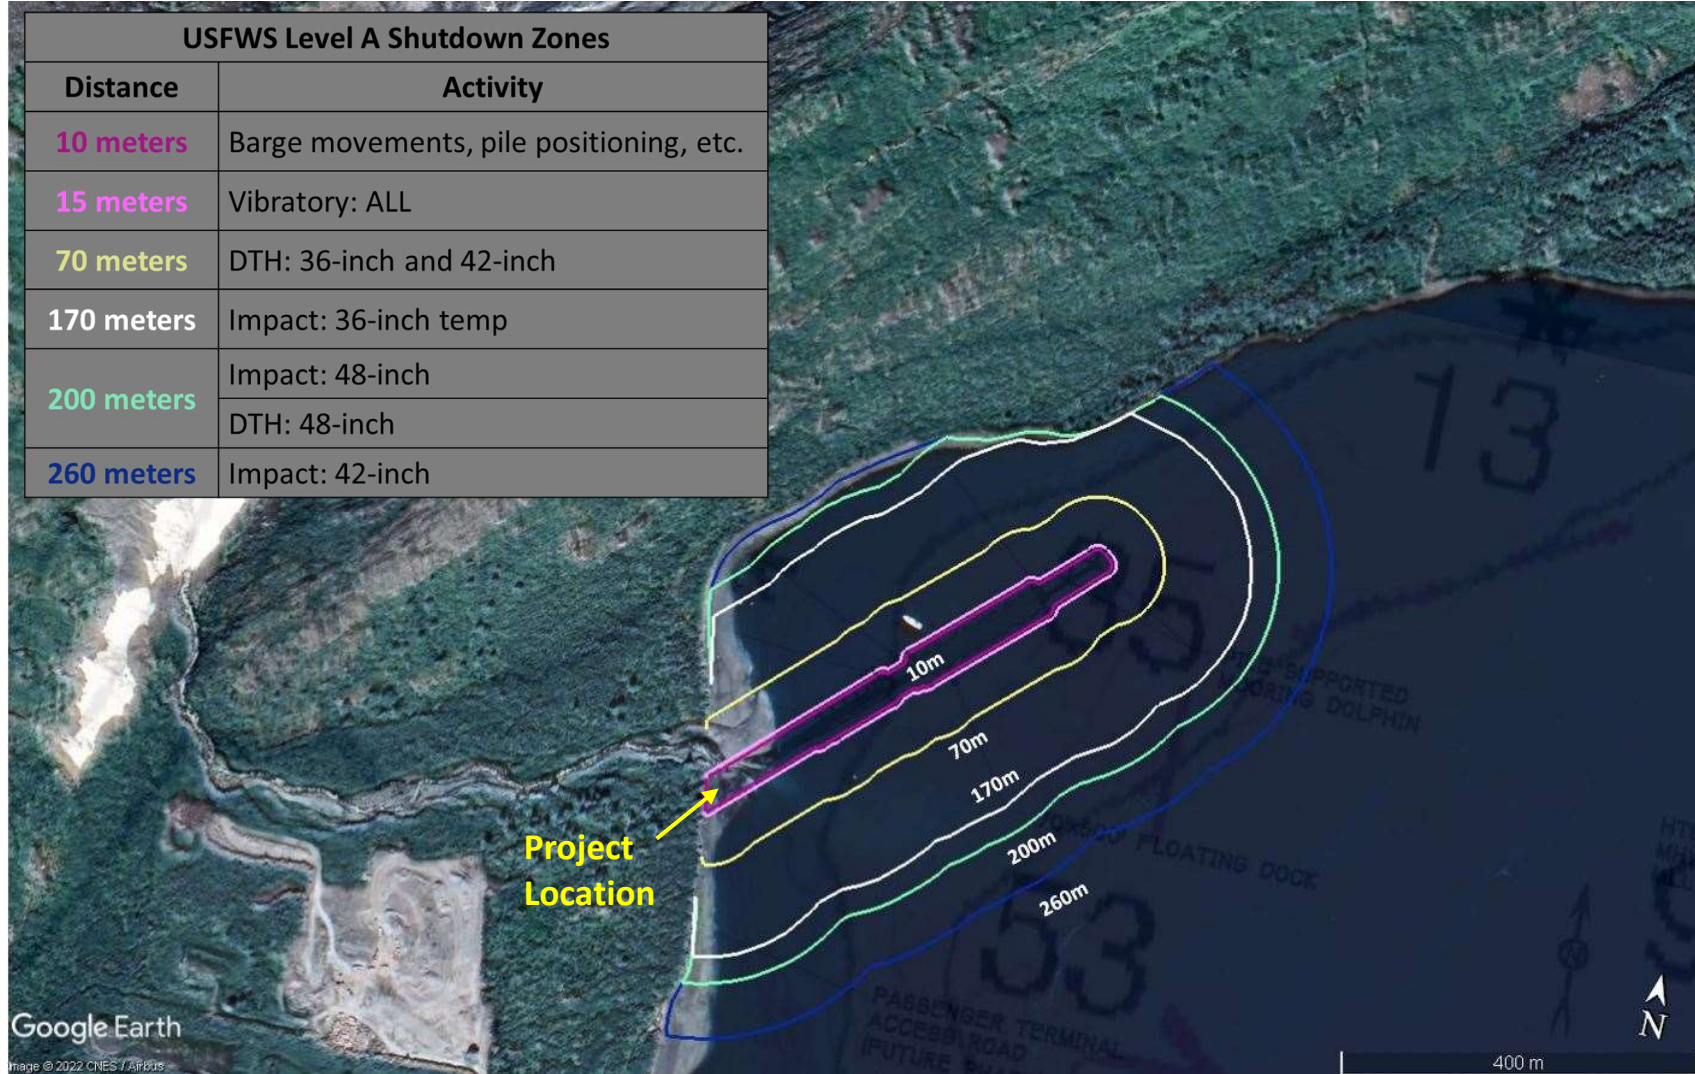 USFWS Level A Shutdown Zones
Distance Activity
10 meters Barge movements, pile positioning, etc.
15 meters Vibratory: ALL
70 meters DTH: 36-inch and 42-inch
170 meters Impact: 36-inch temp
200 meters Impact: 48-inch
DTH: 48-inch
260 meters Impact: 42-inch
13
35
PILE SUPPORTED
MOORING DOLPHIN
10m
70m
170m
200m
260m
FLOATING DOCK
53
Project
Location
PASSENGER TERMINAL
ACCESS ROAD
(FUTURE
N
Google Earth
Image © 2022 CNES / Airbus
400 m